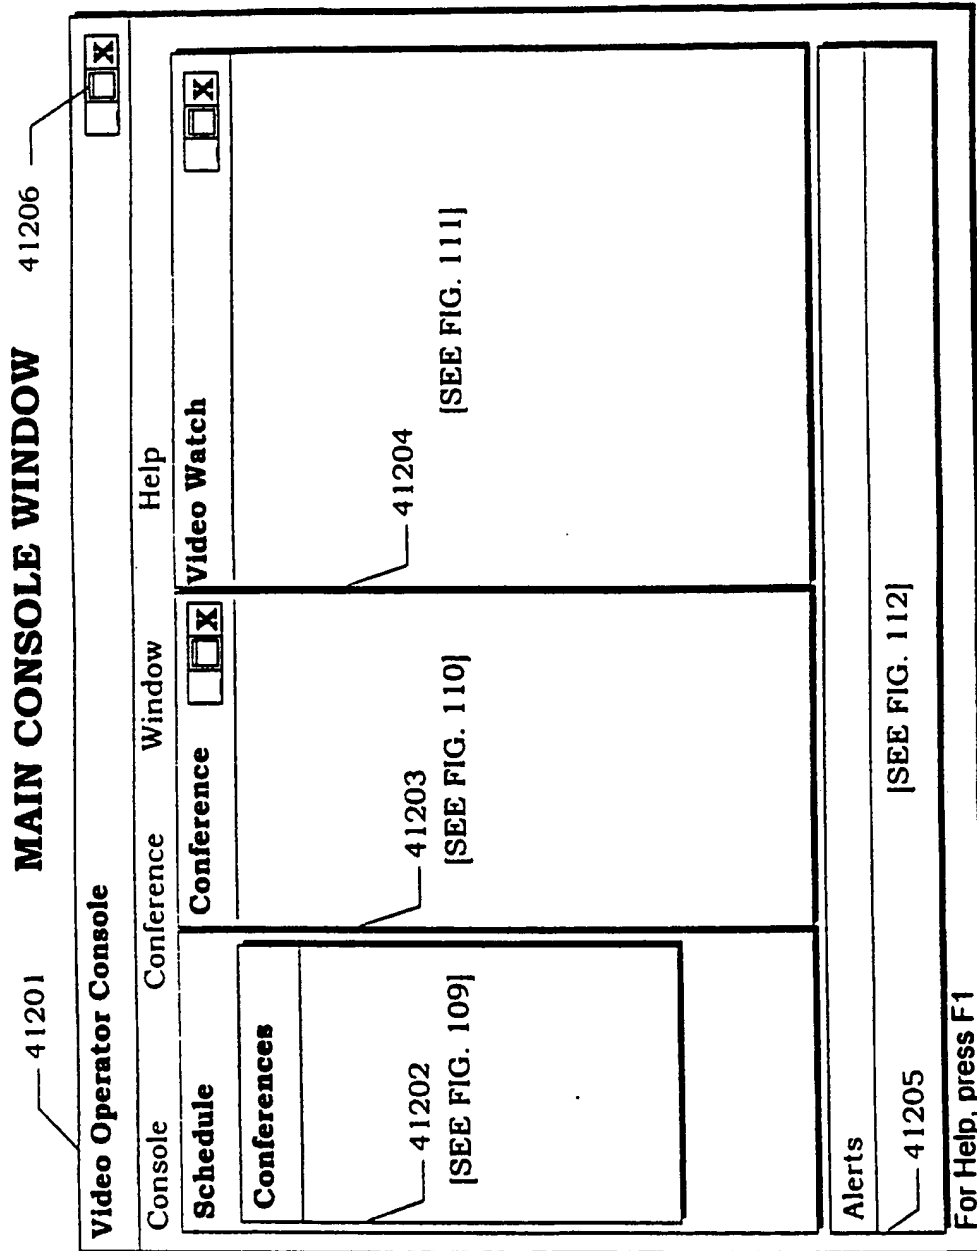 MAIN CONSOLE WINDOW
41201
41206
Video Operator Console
X
Console Conference Window Help
Schedule
Conferences
41202
[SEE FIG. 109]
Conference
X
41203
[SEE FIG. 110]
Video Watch
X
41204
[SEE FIG. 111]
Alerts
41205
[SEE FIG. 112]
For Help, press F1